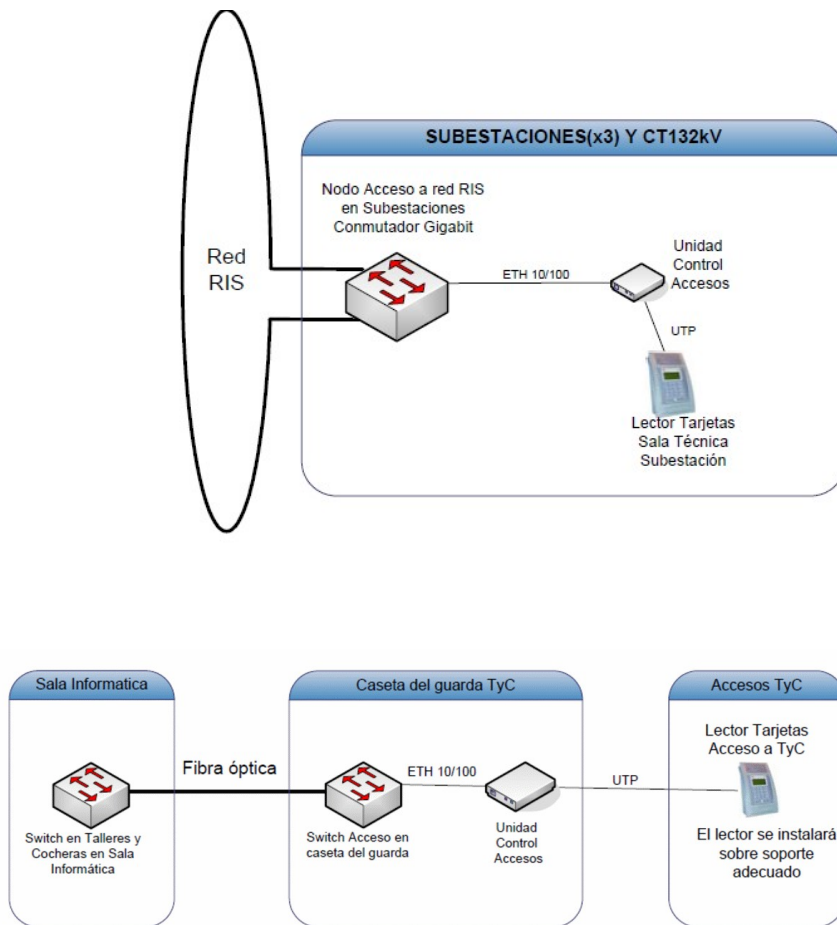 SUBESTACIONES(x3) Y CT132kV
Nodo Acceso a red RIS
en Subestaciones
Conmutador Gigabit
Red
RIS
ETH 10/100
Unidad
Control
Accesos
UTP
Lector Tarjetas
Sala Técnica
Subestación
Sala Informatica
Switch en Talleres y
Cocheras en Sala
Informática
Fibra óptica
Caseta del guarda TyC
Switch Acceso en
caseta del guarda
ETH 10/100
Unidad
Control
Accesos
UTP
Accesos TyC
Lector Tarjetas
Acceso a TyC
El lector se instalará
sobre soporte
adecuado